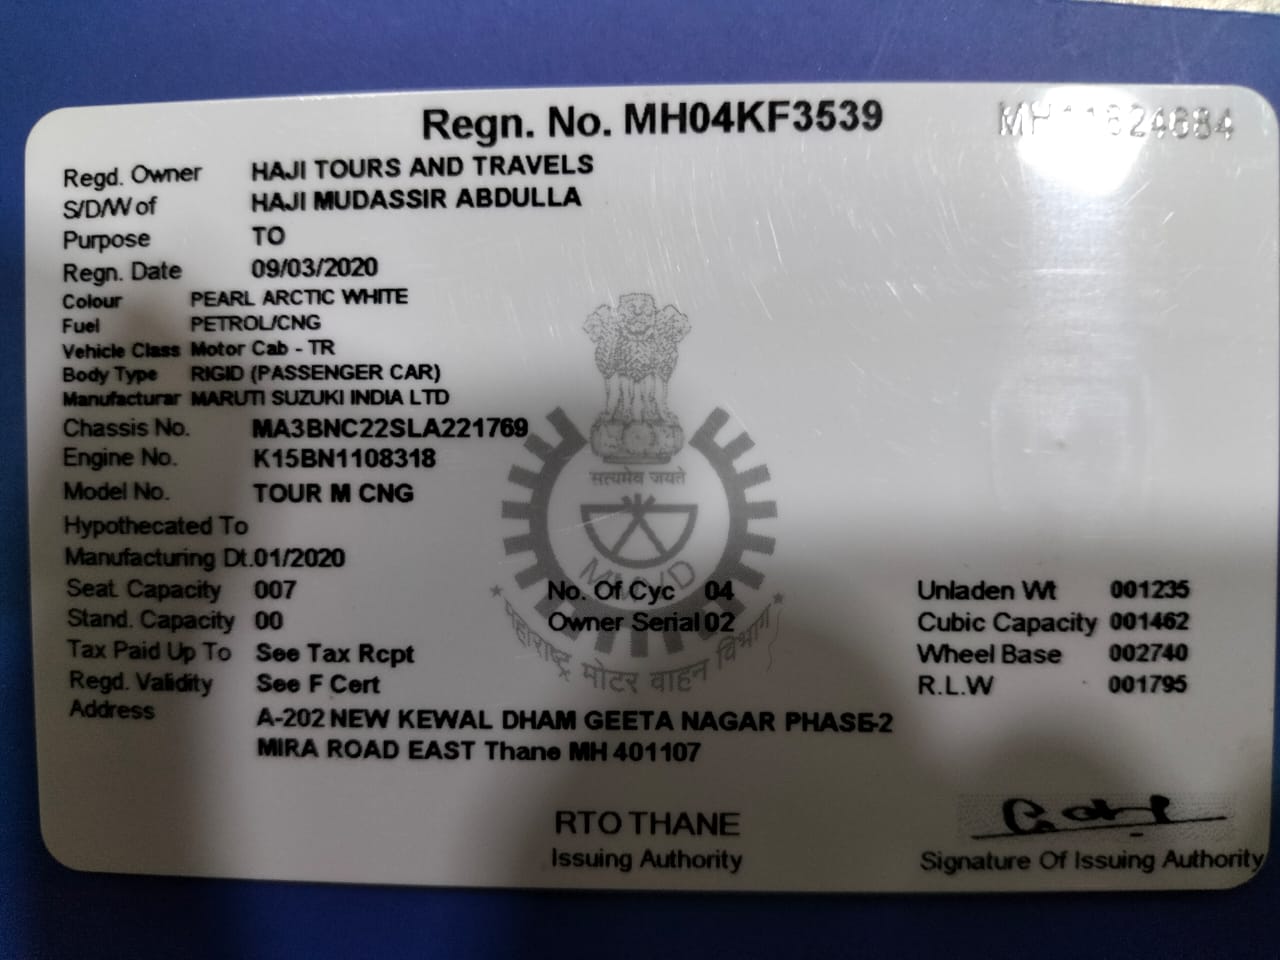 Regn. No. MH04KF3539
Regd. Owner HAJI TOURS AND TRAVELS
S/D/W of HAJI MUDASSIR ABDULLA
Purpose TO
Regn. Date 09/03/2020
Colour PEARL ARCTIC WHITE
Fuel PETROL/CNG
Vehicle Class Motor Cab - TR
Body Type RIGID (PASSENGER CAR)
Manufacturar MARUTI SUZUKI INDIA LTD
Chassis No. MA3BNC22SLA221769
Engine No. K15BN1108318
सत्यमेव जयते
Model No. TOUR M CNG
Hypothecated To
Manufacturing Dt.01/2020
MMVD
Seat. Capacity 007 No. Of Cyc 04 Unladen Wt 001235
Stand. Capacity 00 Owner Serial 02 Cubic Capacity 001462
महाराष्ट्र मोटर वाहन विभाग
Tax Paid Up To See Tax Rcpt Wheel Base 002740
Regd. Validity See F Cert R.L.W 001795
Address A-202 NEW KEWAL DHAM GEETA NAGAR PHASE-2
MIRA ROAD EAST Thane MH 401107
RTO THANE
Issuing Authority Signature Of Issuing Authority